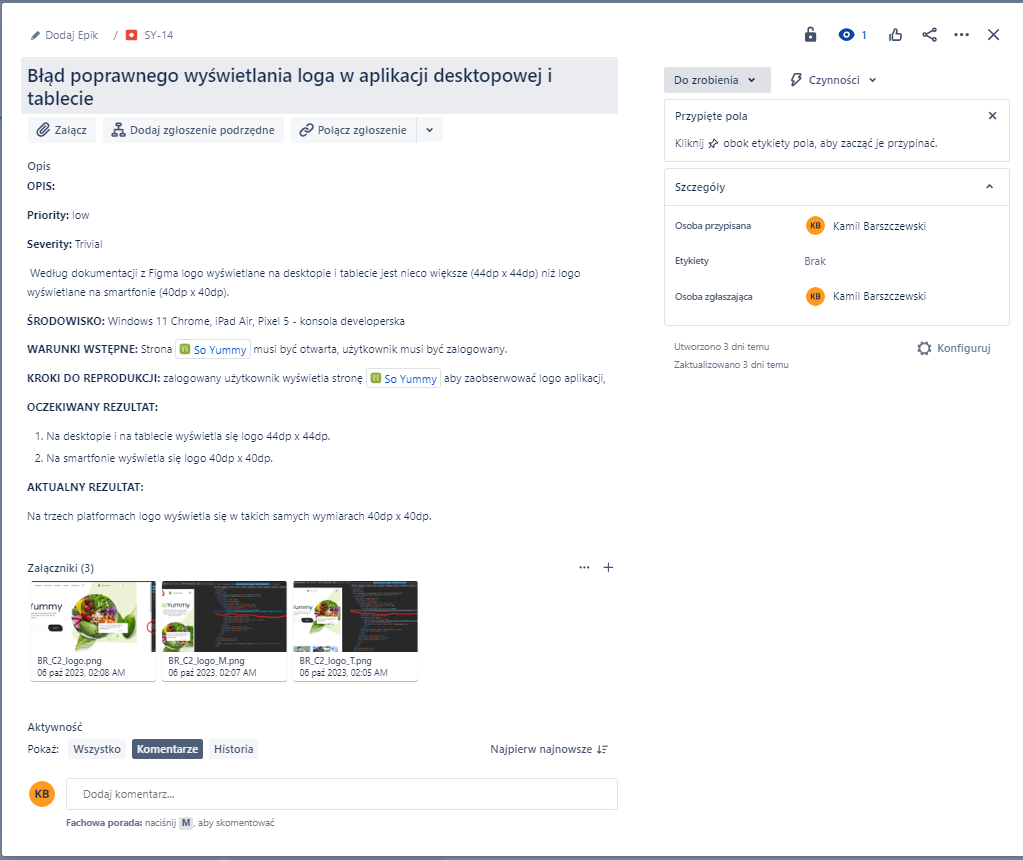 Dodaj Epik / SY-14
1
Błąd poprawnego wyświetlania loga w aplikacji desktopowej i
tablecie
Załącz Dodaj zgłoszenie podrzędne Połącz zgłoszenie
Opis
OPIS:
Priority: low
Severity: Trivial
Według dokumentacji z Figma logo wyświetlane na desktopie i tablecie jest nieco większe (44dp x 44dp) niż logo
wyświetlane na smartfonie (40dp x 40dp).
ŚRODOWISKO: Windows 11 Chrome, iPad Air, Pixel 5 - konsola developerska
WARUNKI WSTĘPNE: Strona So Yummy musi być otwarta, użytkownik musi być zalogowany.
KROKI DO REPRODUKCJI: zalogowany użytkownik wyświetla stronę So Yummy aby zaobserwować logo aplikacji,
OCZEKIWANY REZULTAT:
1. Na desktopie i na tablecie wyświetla się logo 44dp x 44dp.
2. Na smartfonie wyświetla się logo 40dp x 40dp.
AKTUALNY REZULTAT:
Na trzech platformach logo wyświetla się w takich samych wymiarach 40dp x 40dp.
Załączniki (3)
BR_C2_logo.png
06 paź 2023, 02:08 AM
BR_C2_logo_M.png
06 paź 2023, 02:07 AM
BR_C2_logo_T.png
06 paź 2023, 02:05 AM
Aktywność
Pokaż: Wszystko Komentarze Historia Najpierw najnowsze
KB Dodaj komentarz...
Fachowa porada: naciśnij M, aby skomentować
Do zrobienia Czynności
Przypięte pola
Kliknij obok etykiety pola, aby zacząć je przypinać.
Szczegóły
Osoba przypisana KB Kamil Barszczewski
Etykiety Brak
Osoba zgłaszająca KB Kamil Barszczewski
Utworzono 3 dni temu
Zaktualizowano 3 dni temu
Konfiguruj